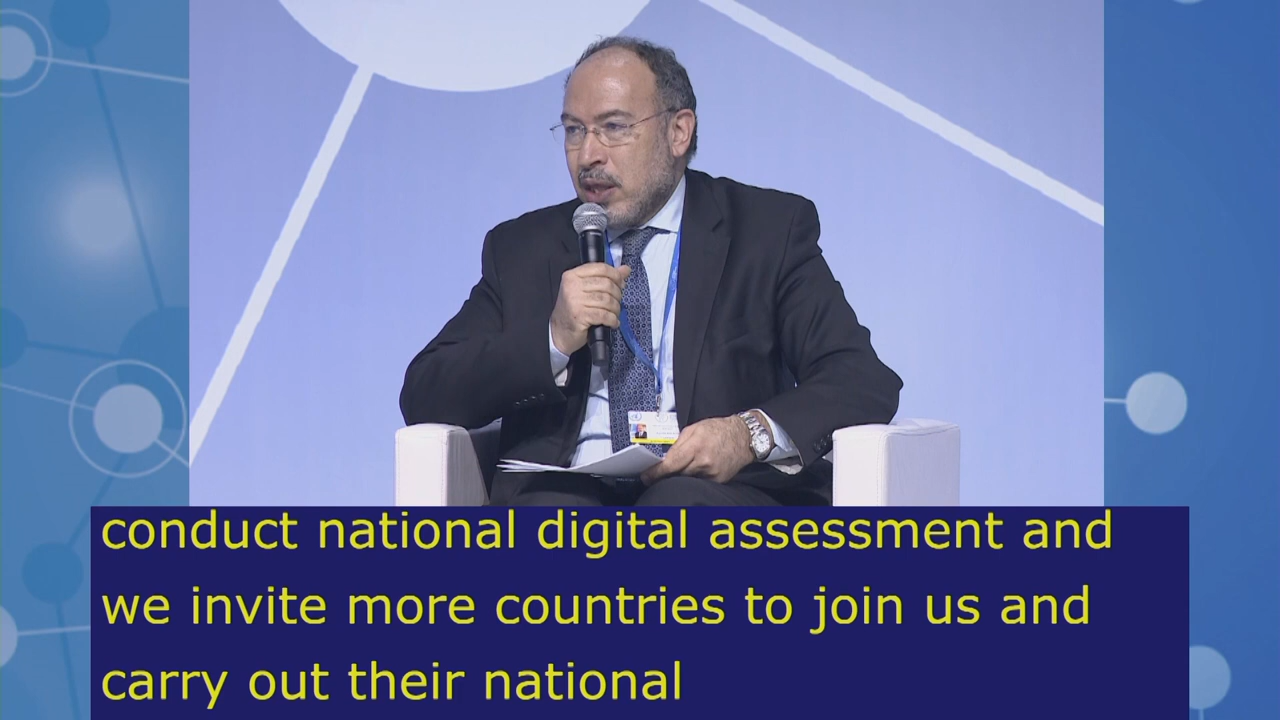 conduct national digital assessment and
we invite more countries to join us and
carry out their national